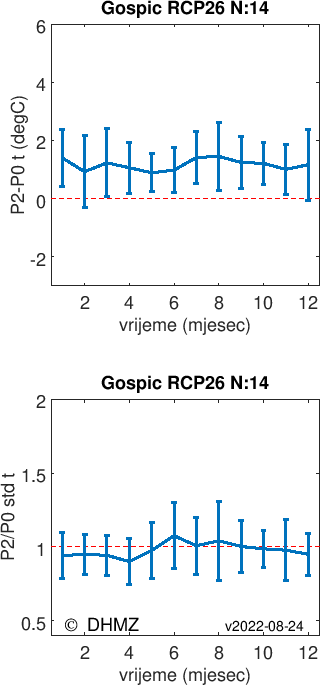 Gospic RCP26 N:14
6
4
2
0
-2
P2-P0 t (degC)
2 4 6 8 10 12
vrijeme (mjesec)
Gospic RCP26 N:14
2
1.5
1
0.5
P2/P0 std t
© DHMZ v2022-08-24
2 4 6 8 10 12
vrijeme (mjesec)